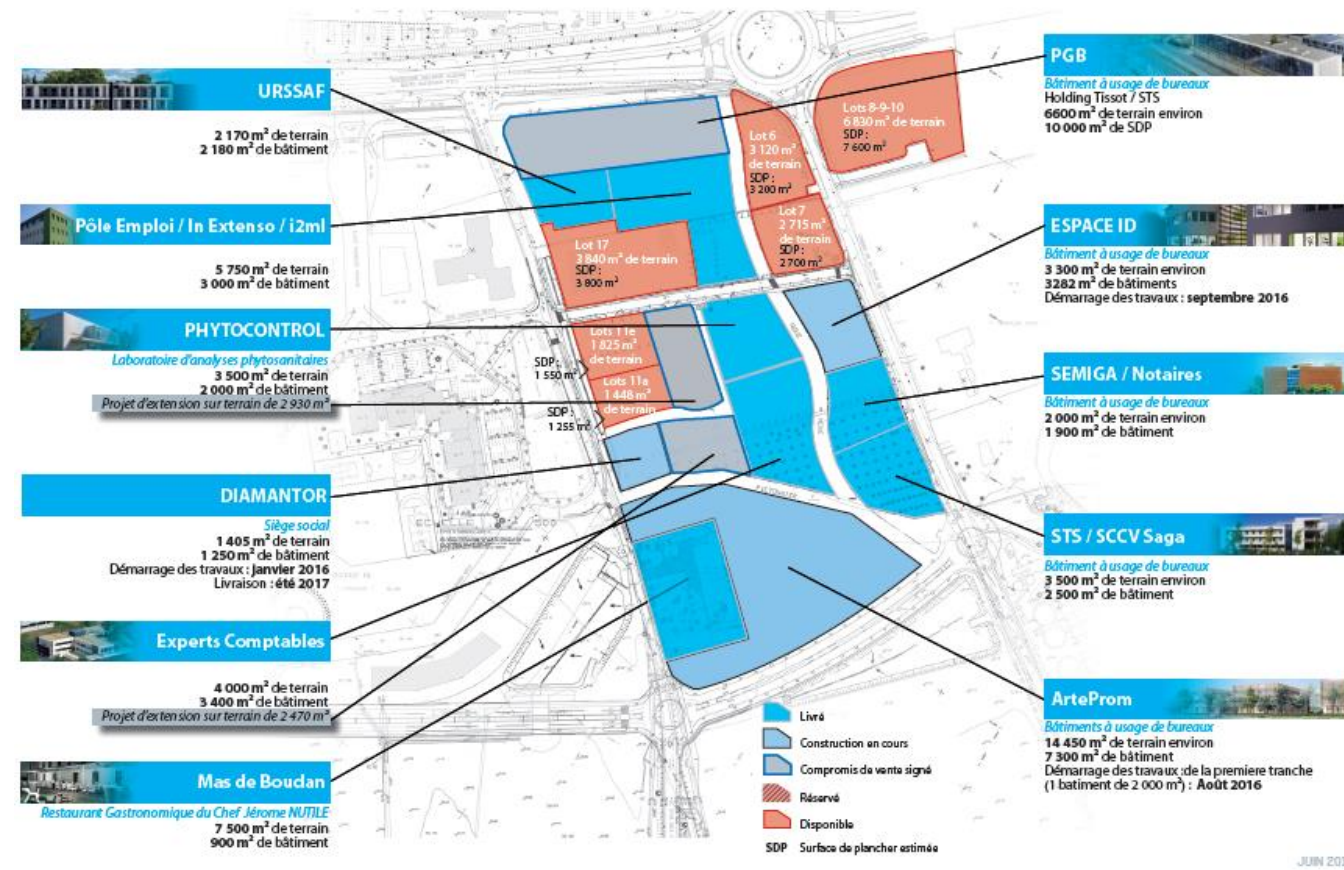 URSSAF
2 170 m² de terrain
2 180 m² de bâtiment
Pôle Emploi / In Extenso / i2ml
5 750 m² de terrain
3 000 m² de bâtiment
PHYTOCONTROL
Laboratoire d'analyses phytosanitaires
3 500 m² de terrain
2 000 m² de bâtiment
Projet d'extension sur terrain de 2 930 m²
DIAMANTOR
Siège social
1 405 m² de terrain
1 250 m² de bâtiment
Démarrage des travaux : janvier 2016
Livraison : été 2017
Experts Comptables
4 000 m² de terrain
3 400 m² de bâtiment
Projet d'extension sur terrain de 2 470 m²
Mas de Boudan
Restaurant Gastronomique du Chef Jérome NUTILE
7 500 m² de terrain
900 m² de bâtiment
Lots 8-9-10
6 830 m² de terrain
SDP :
7 600 m²
Lot 6
3 120 m²
de terrain
SDP :
3 200 m²
Lot 7
2 715 m²
de terrain
SDP :
2 700 m²
Lot 17
3 840 m² de terrain
SDP :
3 800 m²
Lots 11e
1 825 m²
de terrain
SDP :
1 550 m²
Lots 11a
1 448 m²
de terrain
SDP :
1 255 m²
Livré
Construction en cours
Compromis de vente signé
Réservé
Disponible
SDP Surface de plancher estimée
PGB
Bâtiment à usage de bureaux
Holding Tissot / STS
6600 m² de terrain environ
10 000 m² de SDP
ESPACE ID
Bâtiment à usage de bureaux
3 300 m² de terrain environ
3282 m² de bâtiments
Démarrage des travaux : septembre 2016
SEMIGA / Notaires
Bâtiment à usage de bureaux
2 000 m² de terrain environ
1 900 m² de bâtiment
STS / SCCV Saga
Bâtiment à usage de bureaux
3 500 m² de terrain environ
2 500 m² de bâtiment
ArteProm
Bâtiments à usage de bureaux
14 450 m² de terrain environ
7 300 m² de bâtiment
Démarrage des travaux :de la premiere tranche
(1 batiment de 2 000 m²) : Août 2016
JUIN 201